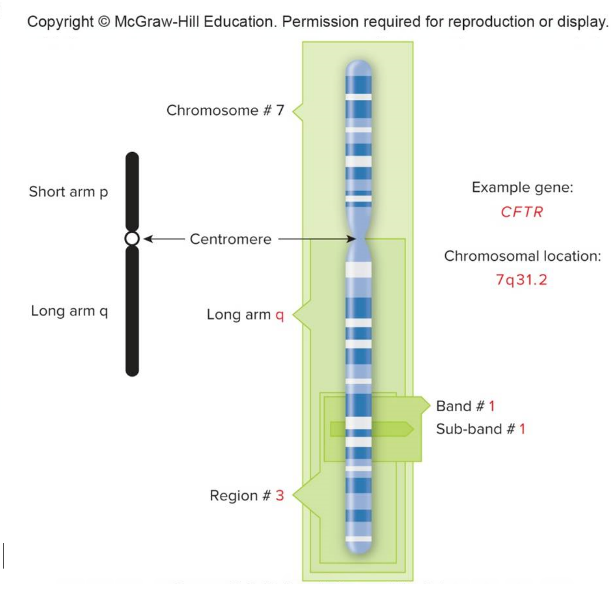 Copyright © McGraw-Hill Education. Permission required for reproduction or display.
Chromosome # 7
Short arm p
Centromere
Long arm q
Long arm q
Example gene:
CFTR
Chromosomal location:
7q31.2
Band # 1
Sub-band # 1
Region # 3